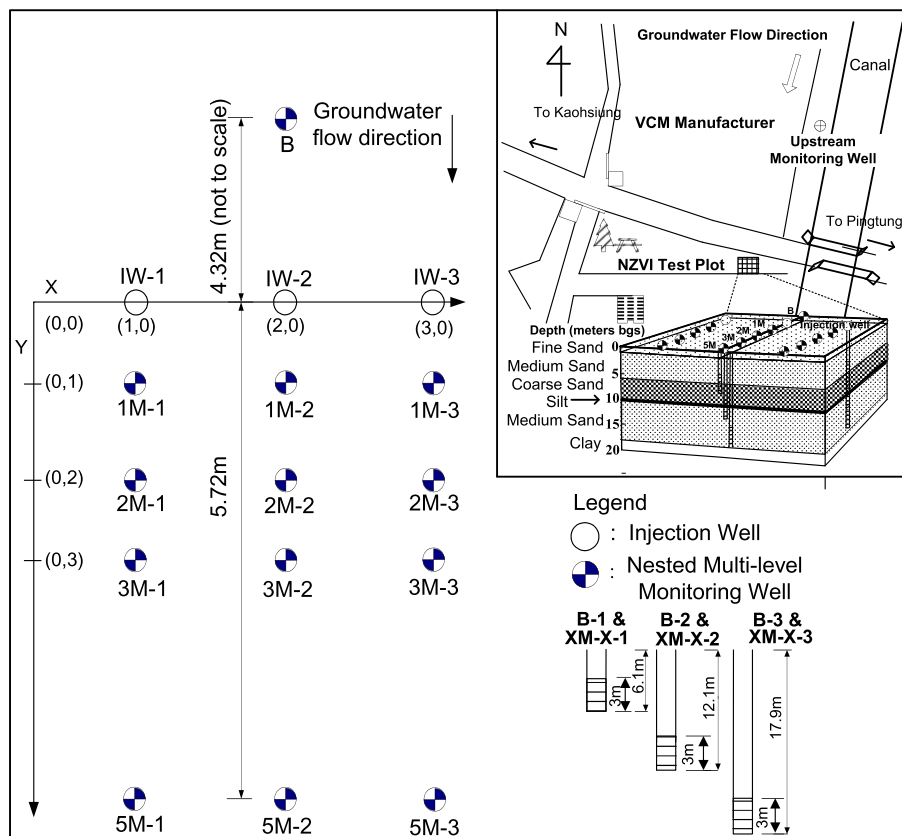 Groundwater
flow direction
B
4.32m (not to scale)
IW-1
IW-2
IW-3
X
(0,0)
(1,0)
(2,0)
(3,0)
Y
(0,1)
1M-1
1M-2
1M-3
(0,2)
2M-1
2M-2
2M-3
5.72m
(0,3)
3M-1
3M-2
3M-3
5M-1
5M-2
5M-3
N
Groundwater Flow Direction
Canal
To Kaohsiung
VCM Manufacturer
Upstream
Monitoring Well
To Pingtung
NZVI Test Plot
B
Injection well
1M
2M
3M
5M
Depth (meters bgs)
Fine Sand
0
Medium Sand
5
Coarse Sand
Silt
10
Medium Sand
15
Clay
20
Legend
: Injection Well
: Nested Multi-level
Monitoring Well
B-1 &
XM-X-1
B-2 &
XM-X-2
B-3 &
XM-X-3
3m
6.1m
3m
12.1m
3m
17.9m